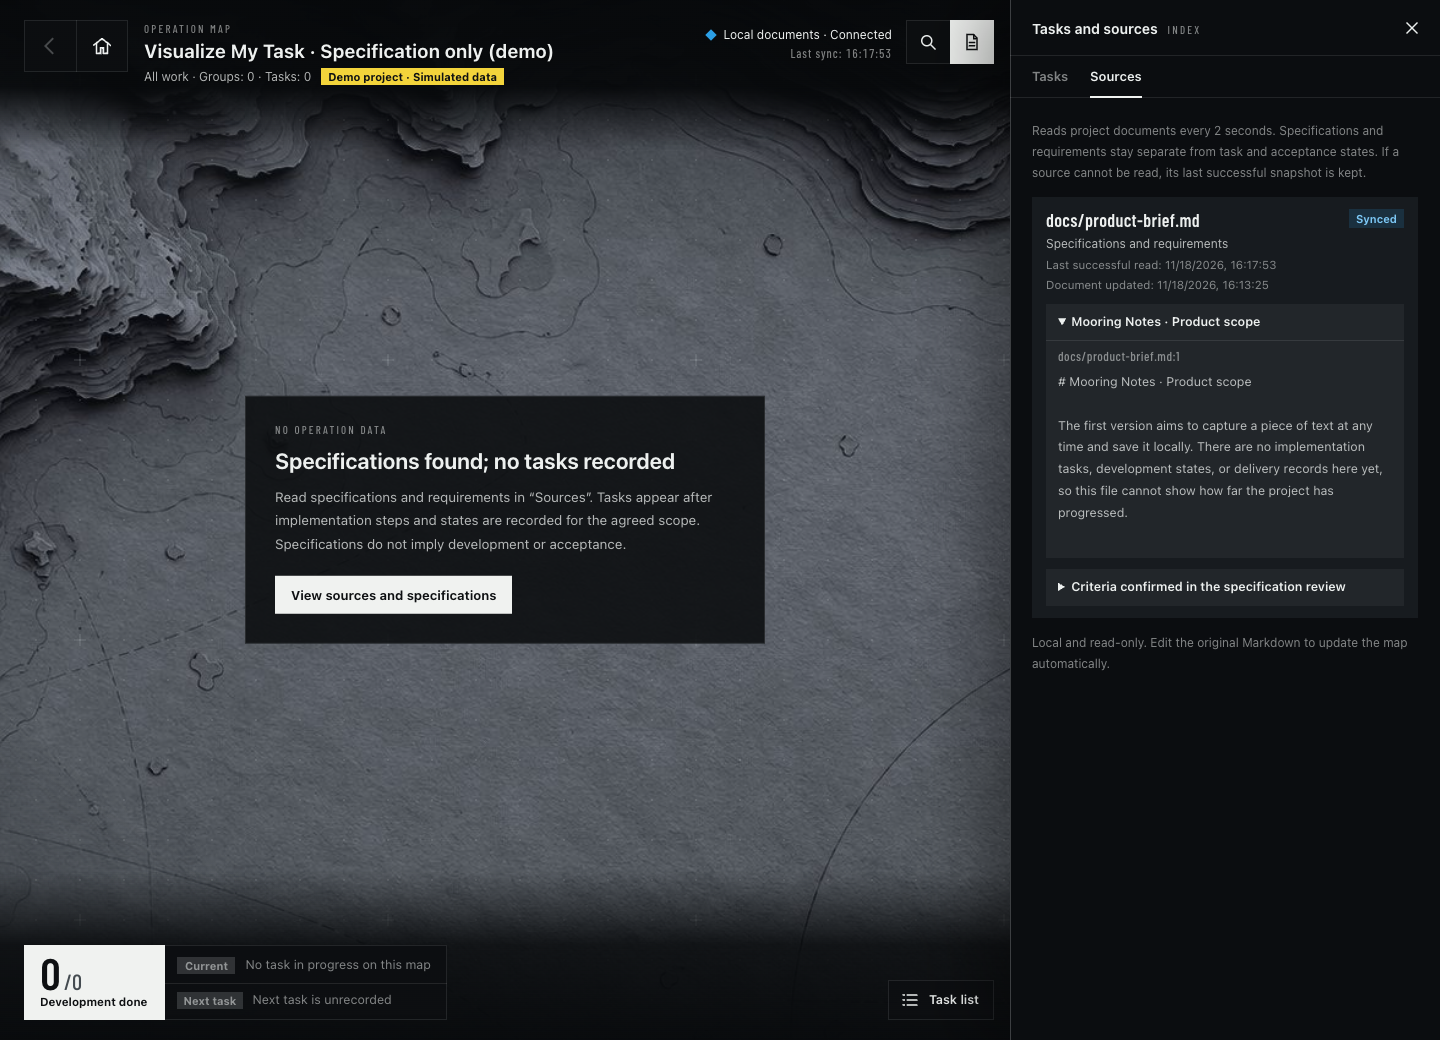 OPERATION MAP
Visualize My Task · Specification only (demo)
All work · Groups: 0 · Tasks: 0 Demo project · Simulated data
Local documents · Connected
Last sync: 16:17:53
Tasks and sources INDEX
Tasks Sources
Reads project documents every 2 seconds. Specifications and
requirements stay separate from task and acceptance states. If a
source cannot be read, its last successful snapshot is kept.
docs/product-brief.md Synced
Specifications and requirements
Last successful read: 11/18/2026, 16:17:53
Document updated: 11/18/2026, 16:13:25
Mooring Notes · Product scope
docs/product-brief.md:1
# Mooring Notes · Product scope
The first version aims to capture a piece of text at any
time and save it locally. There are no implementation
tasks, development states, or delivery records here yet,
so this file cannot show how far the project has
progressed.
Criteria confirmed in the specification review
Local and read-only. Edit the original Markdown to update the map
automatically.
NO OPERATION DATA
Specifications found; no tasks recorded
Read specifications and requirements in “Sources”. Tasks appear after
implementation steps and states are recorded for the agreed scope.
Specifications do not imply development or acceptance.
View sources and specifications
0/0
Development done
Current No task in progress on this map
Next task Next task is unrecorded
Task list